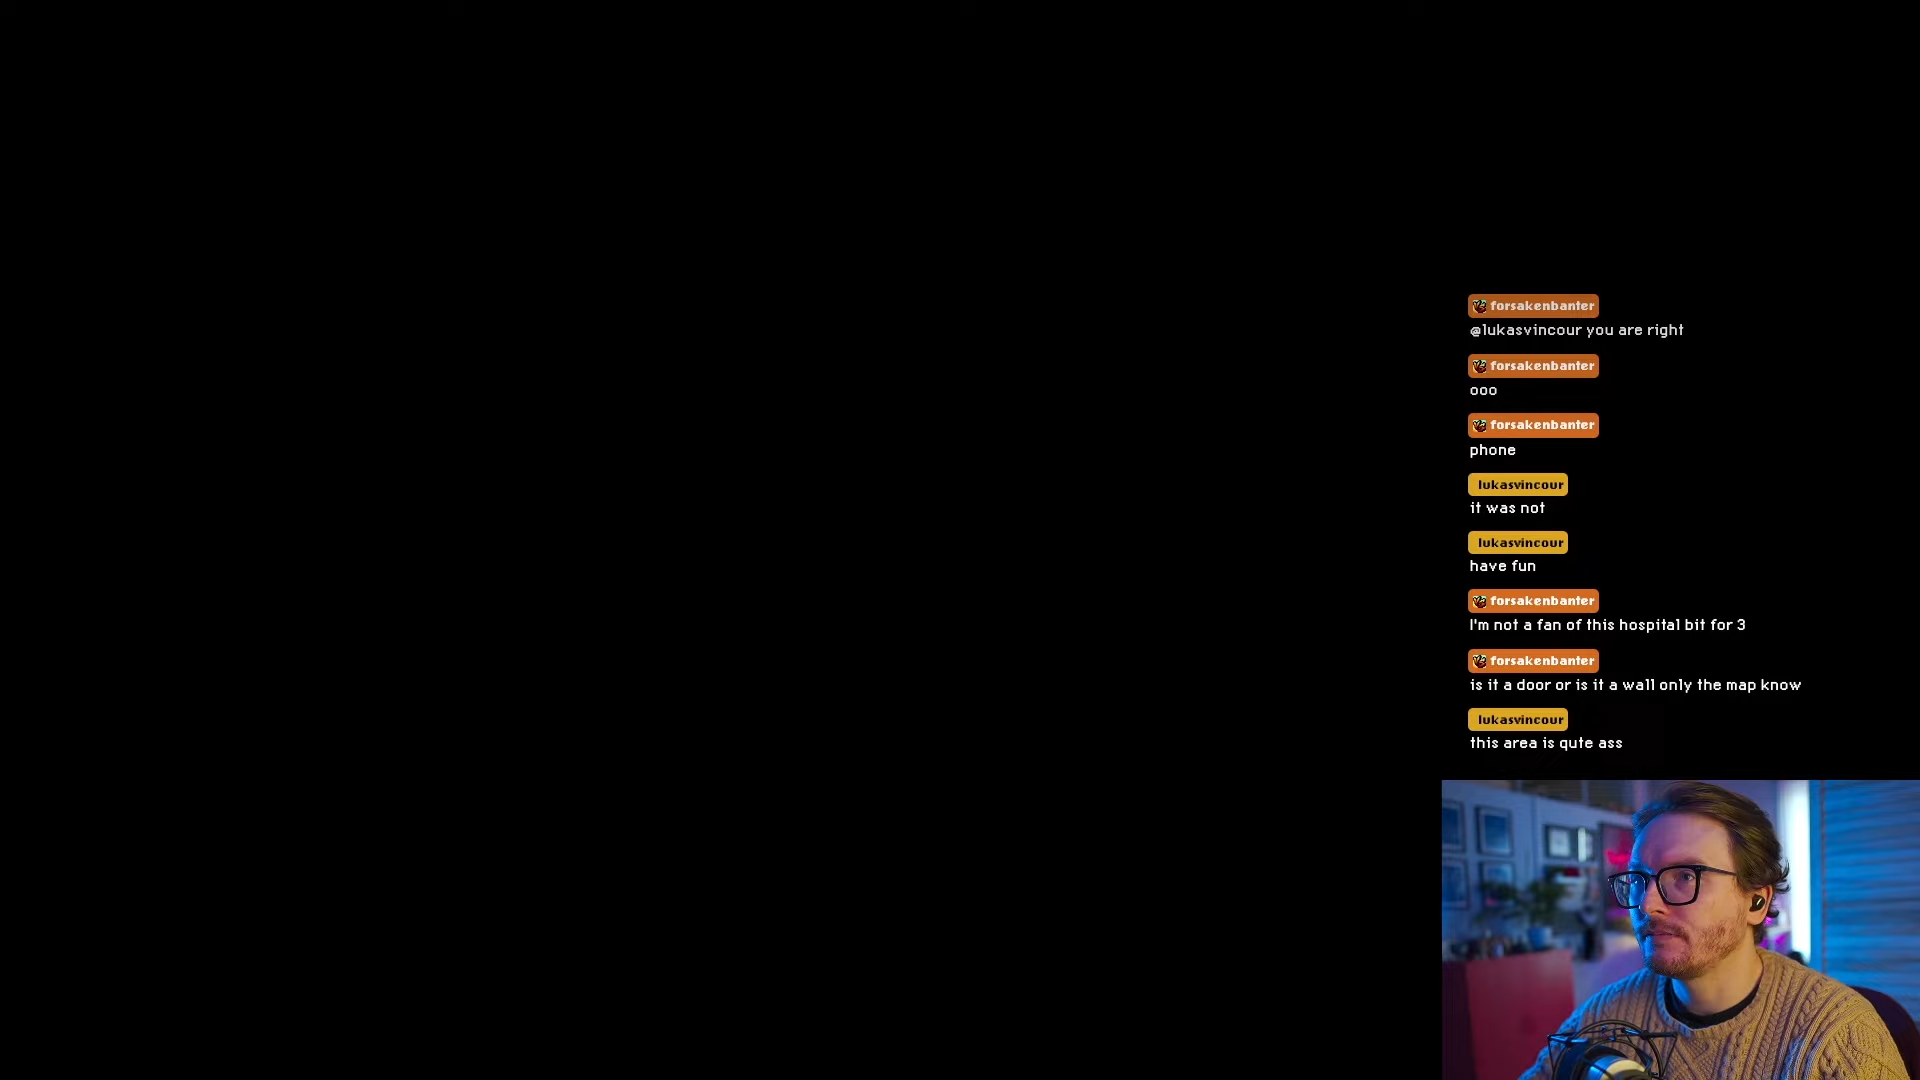 forsakenbanter
@lukasvincour you are right
forsakenbanter
ooo
forsakenbanter
phone
lukasvincour
it was not
lukasvincour
have fun
forsakenbanter
I'm not a fan of this hospital bit for 3
forsakenbanter
is it a door or is it a wall only the map know
lukasvincour
this area is qute ass